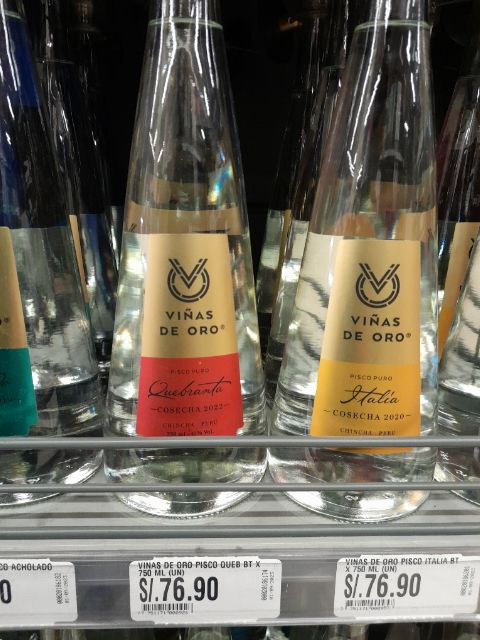 VIÑAS
DE ORO®
PISCO PURO
Quebranta
COSECHA 2022
CHINCHA - PERÚ
VIÑAS
DE ORO®
PISCO PURO
Italia
COSECHA 2020
CHINCHA - PERÚ
CO ACHOLADO
0
VINAS DE ORO PISCO QUEB BT X
750 ML (UN)
S/.76.90
VINAS DE ORO PISCO ITALIA BT
X 750 ML (UN)
S/.76.90